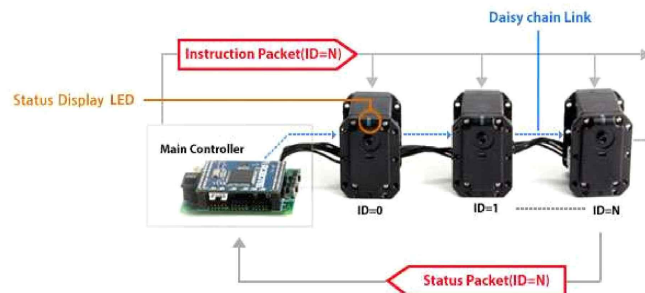 Daisy chain Link
Instruction Packet(ID=N)
Status Display LED
Main Controller
ID=0
ID=1
ID=N
Status Packet(ID=N)